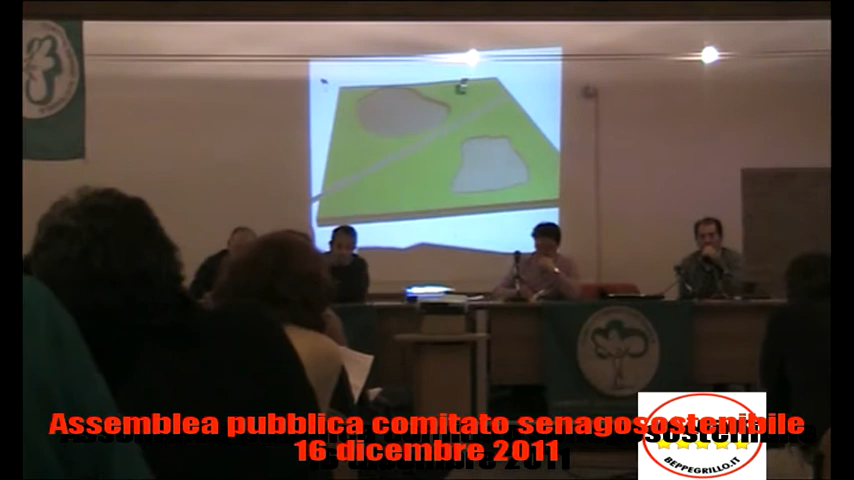 Assemblea pubblica comitato senagosostenibile
16 dicembre 2011
BEPPEGRILLO.IT